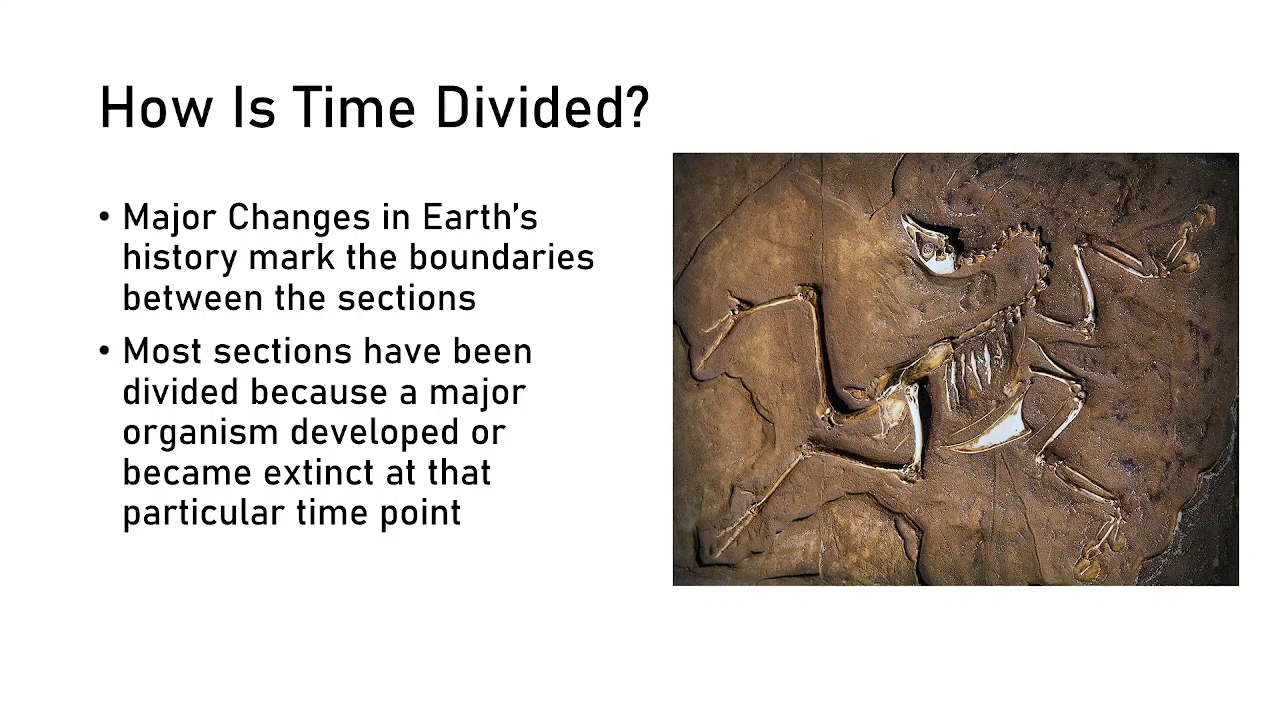 How Is Time Divided?
• Major Changes in Earth’s
history mark the boundaries
between the sections
• Most sections have been
divided because a major
organism developed or
became extinct at that
particular time point